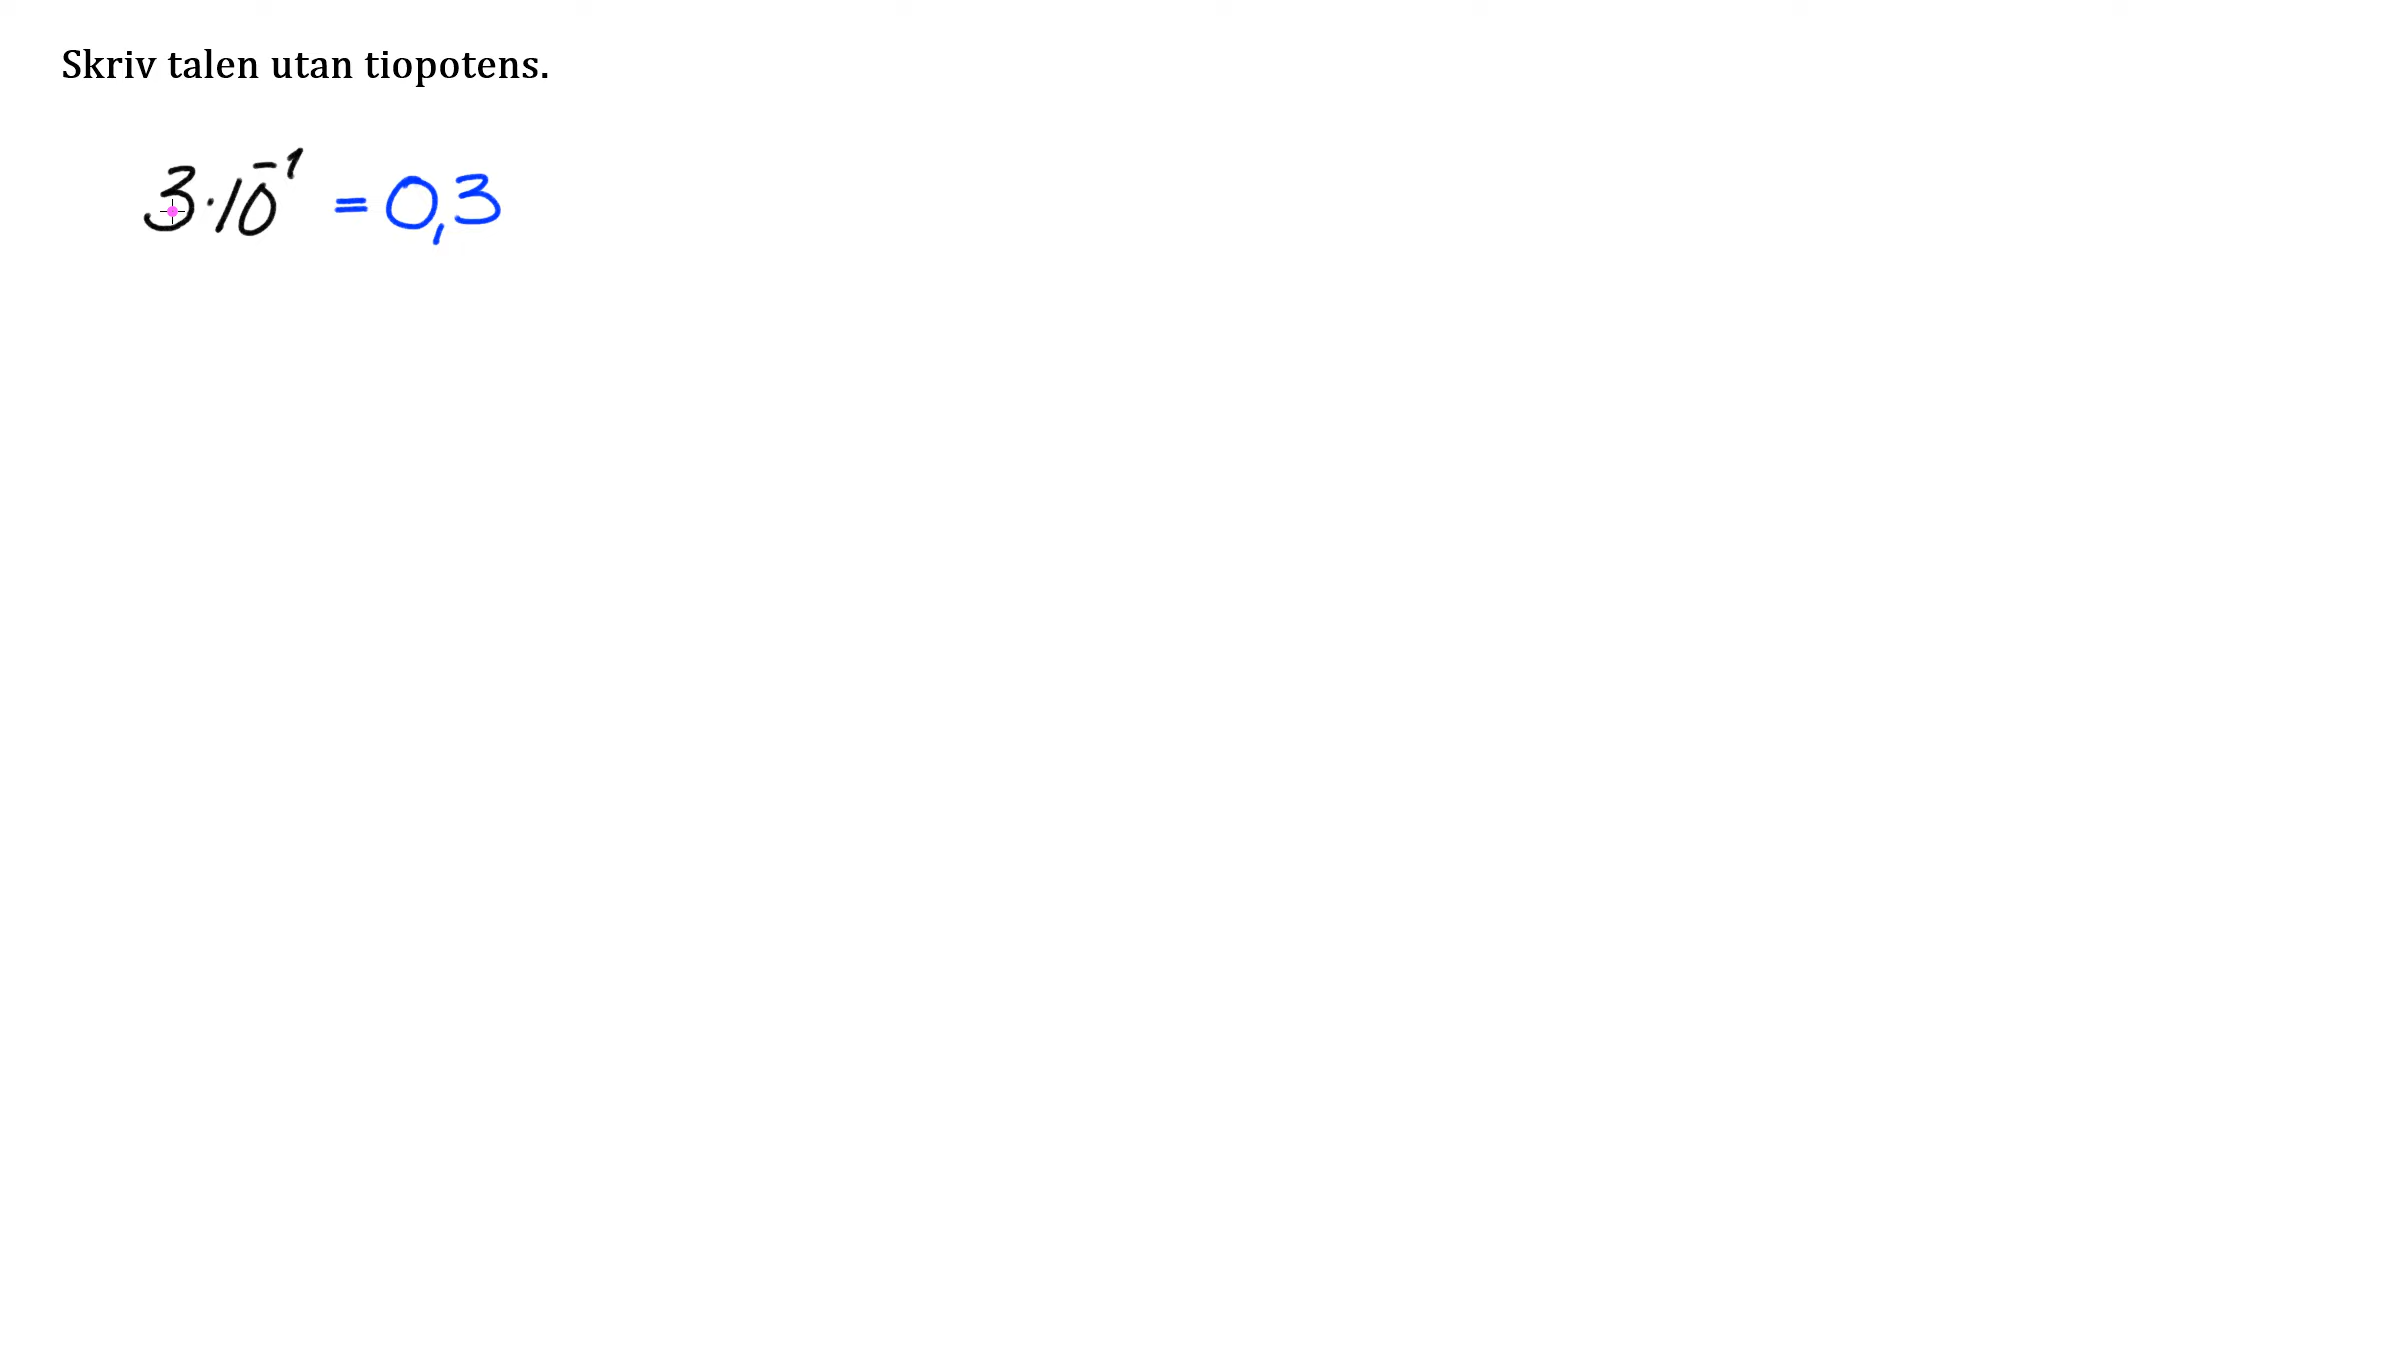 Skriv talen utan tiopotens.
3·10⁻¹ = 0,3